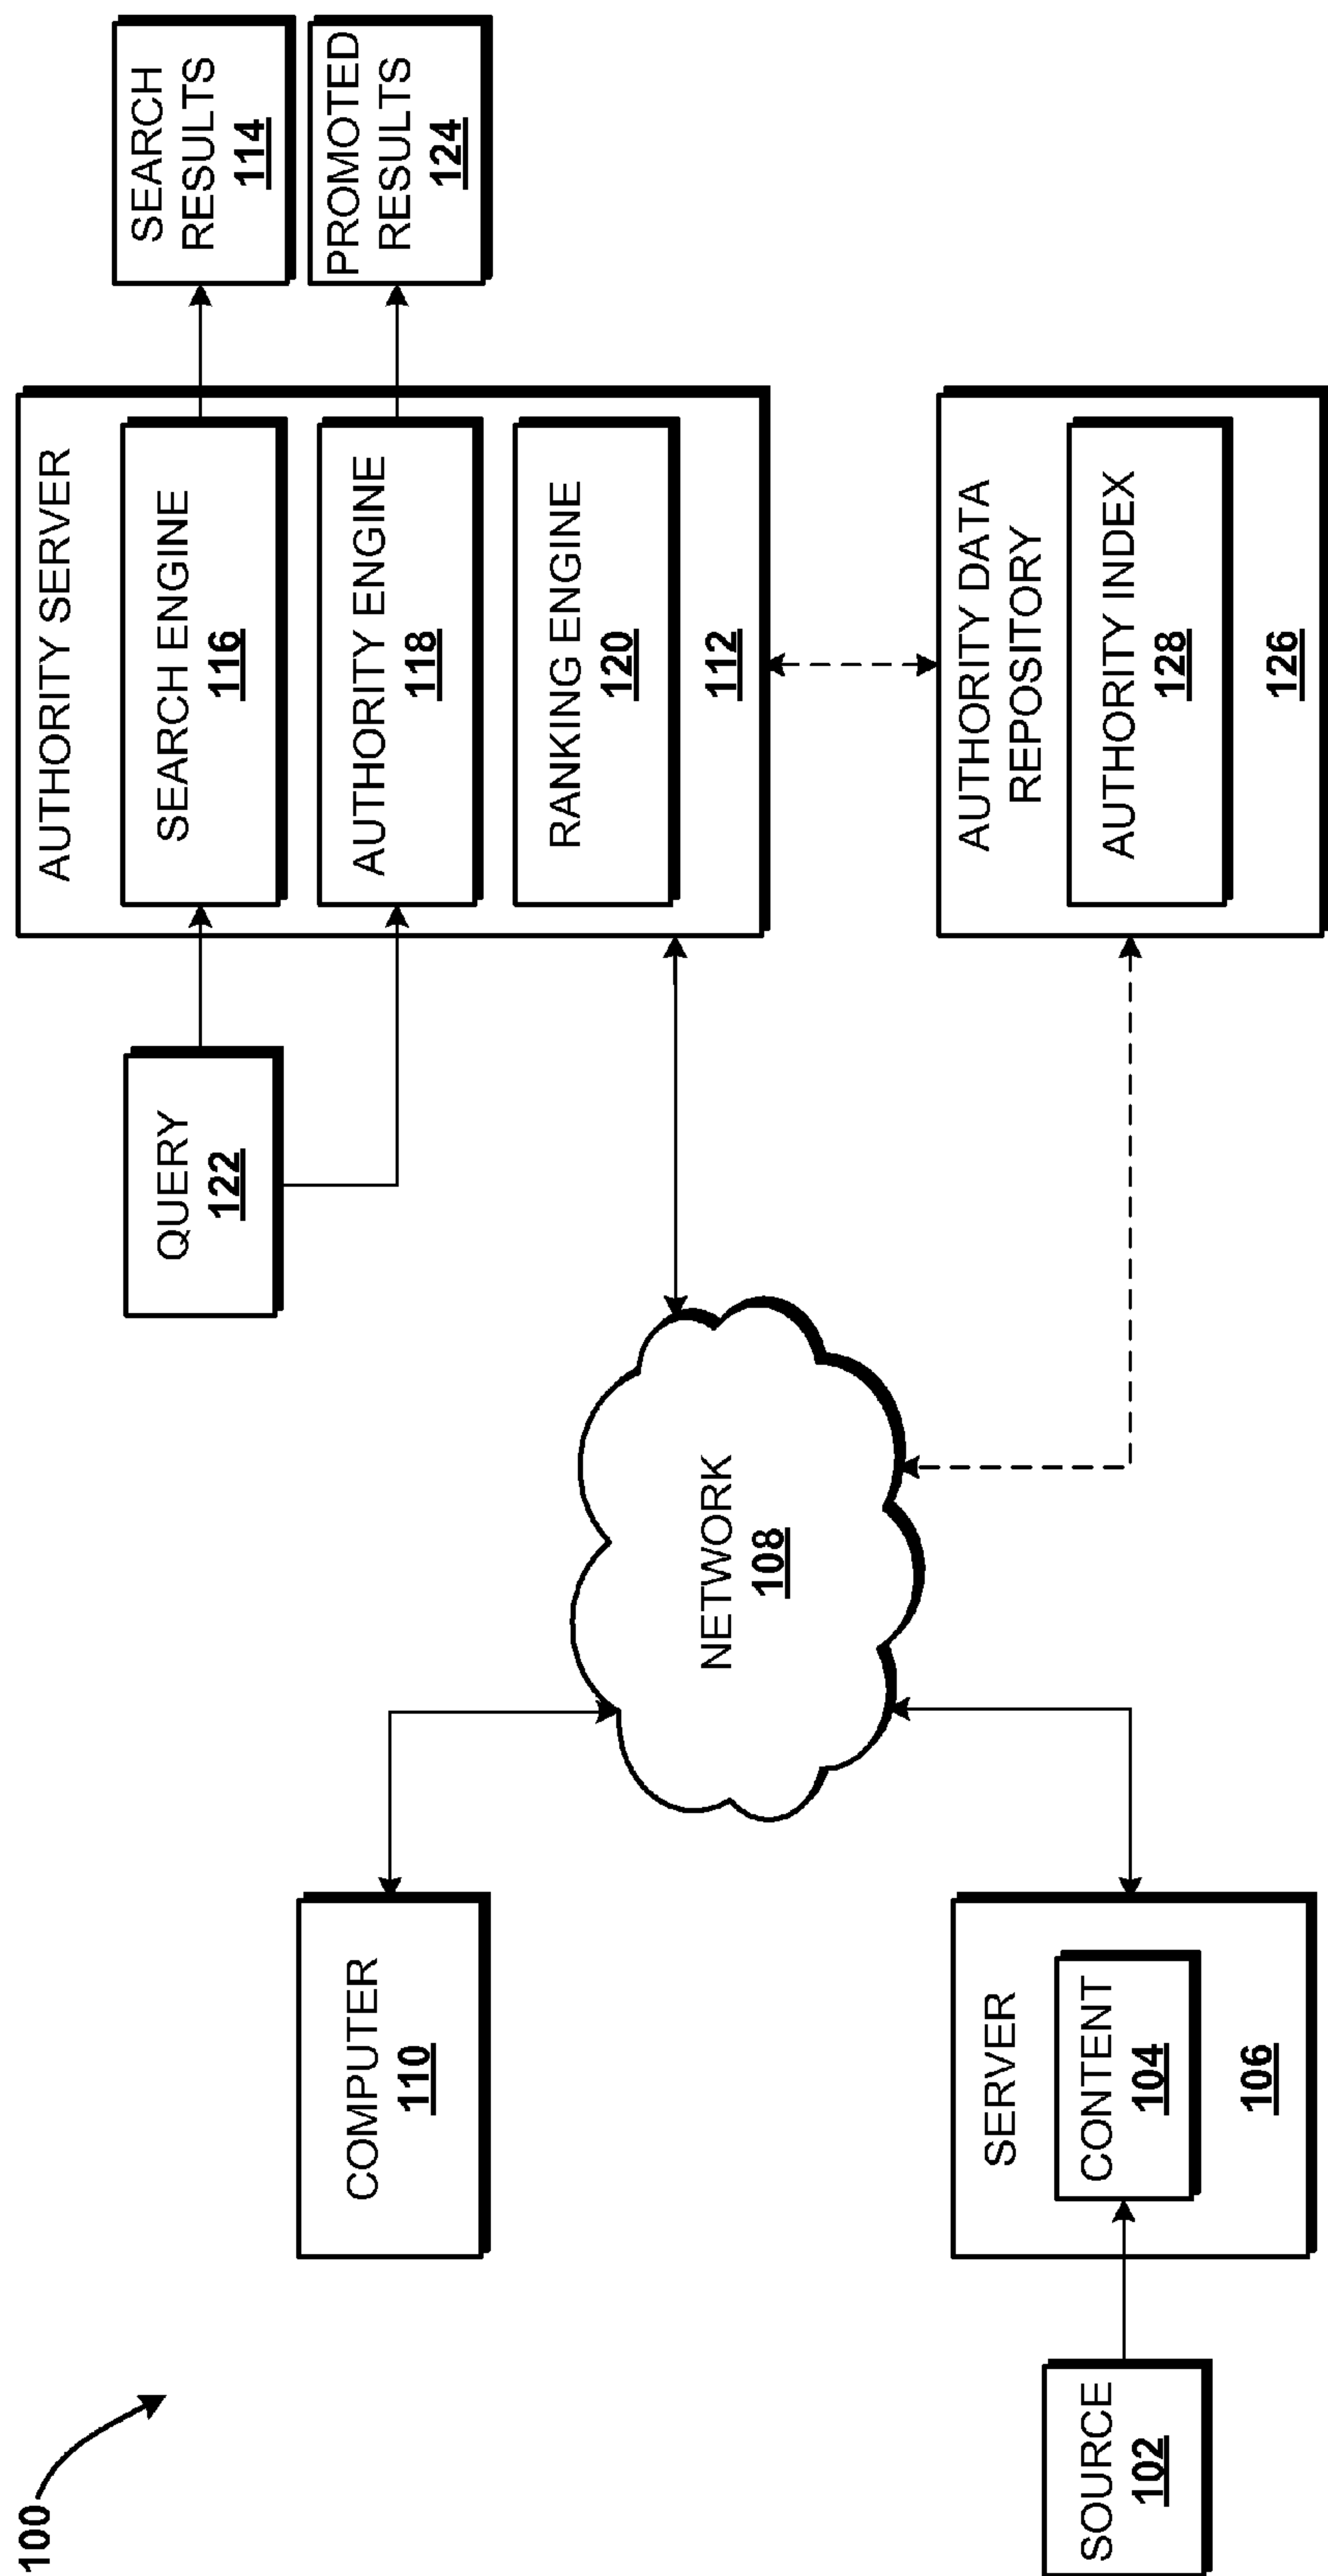 100
AUTHORITY SERVER
SEARCH ENGINE
116
AUTHORITY ENGINE
118
RANKING ENGINE
120
112
SEARCH
RESULTS
114
PROMOTED
RESULTS
124
QUERY
122
COMPUTER
110
NETWORK
108
AUTHORITY DATA
REPOSITORY
AUTHORITY INDEX
128
126
SERVER
CONTENT
104
106
SOURCE
102